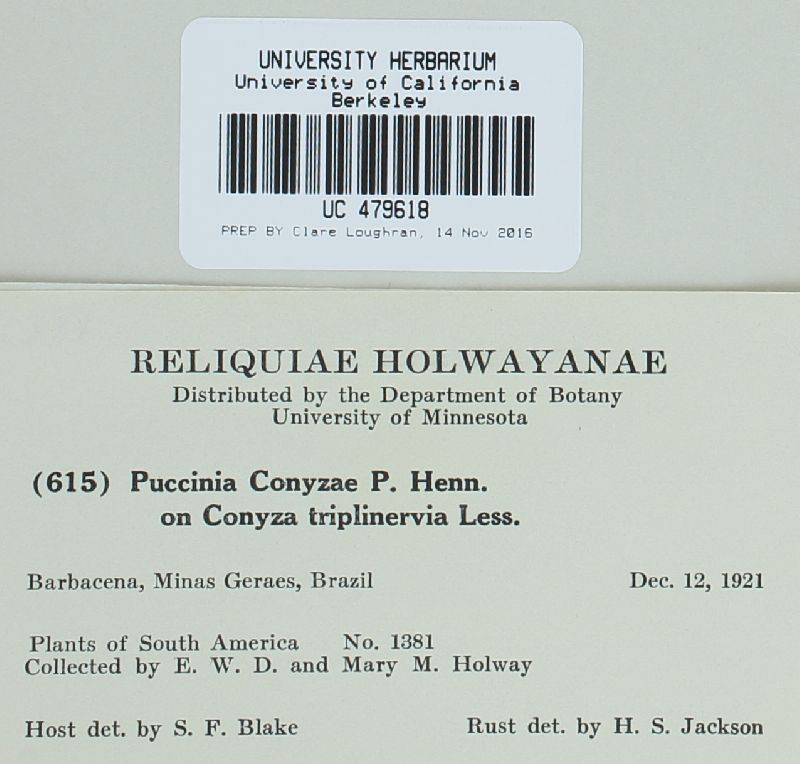 UNIVERSITY HERBARIUM
University of California
Berkeley
UC 479618
PREP BY Clare Loughran, 14 Nov 2016
RELIQUIAE HOLWAYANAE
Distributed by the Department of Botany
University of Minnesota
(615) Puccinia Conyzae P. Henn.
on Conyza triplinervia Less.
Barbacena, Minas Geraes, Brazil Dec. 12, 1921
Plants of South America No. 1381
Collected by E. W. D. and Mary M. Holway
Host det. by S. F. Blake Rust det. by H. S. Jackson